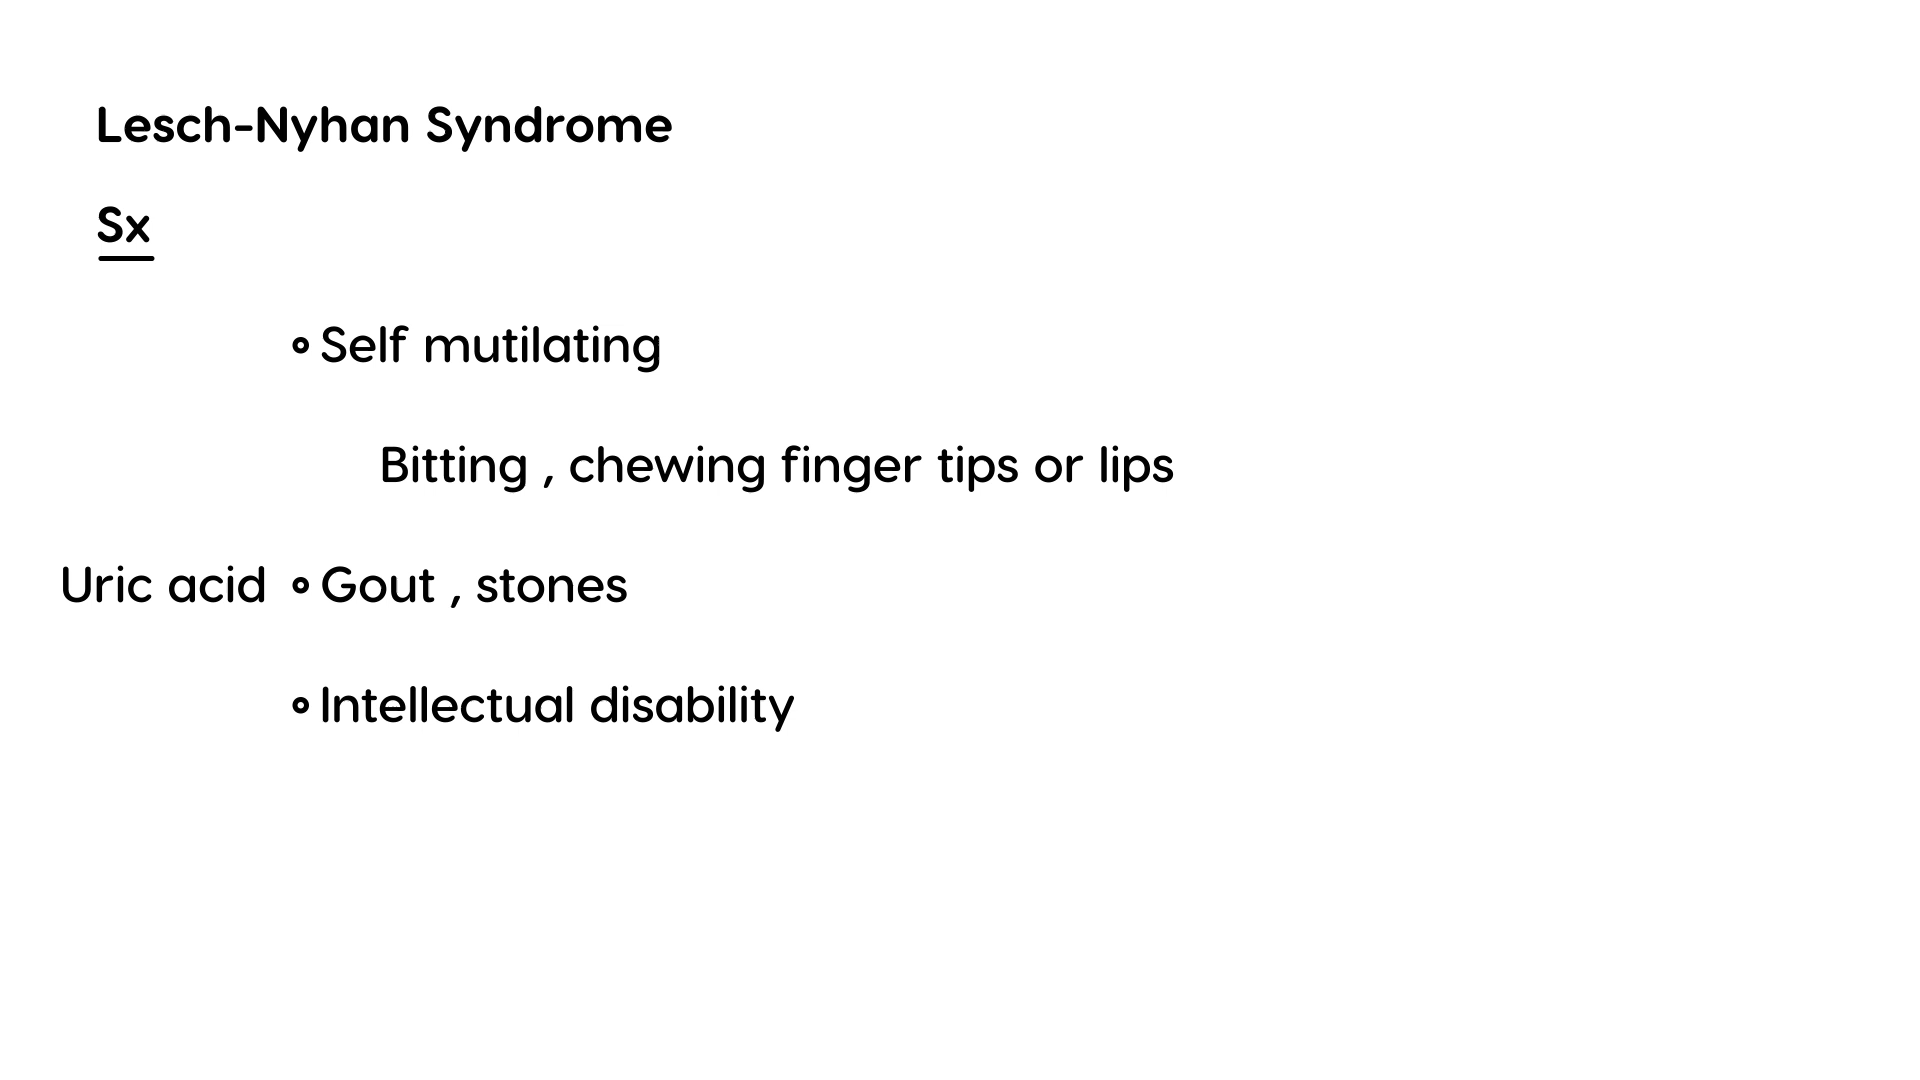 Lesch-Nyhan Syndrome
Sx
Self mutilating
Bitting , chewing finger tips or lips
Uric acid ∘ Gout , stones
∘ Intellectual disability